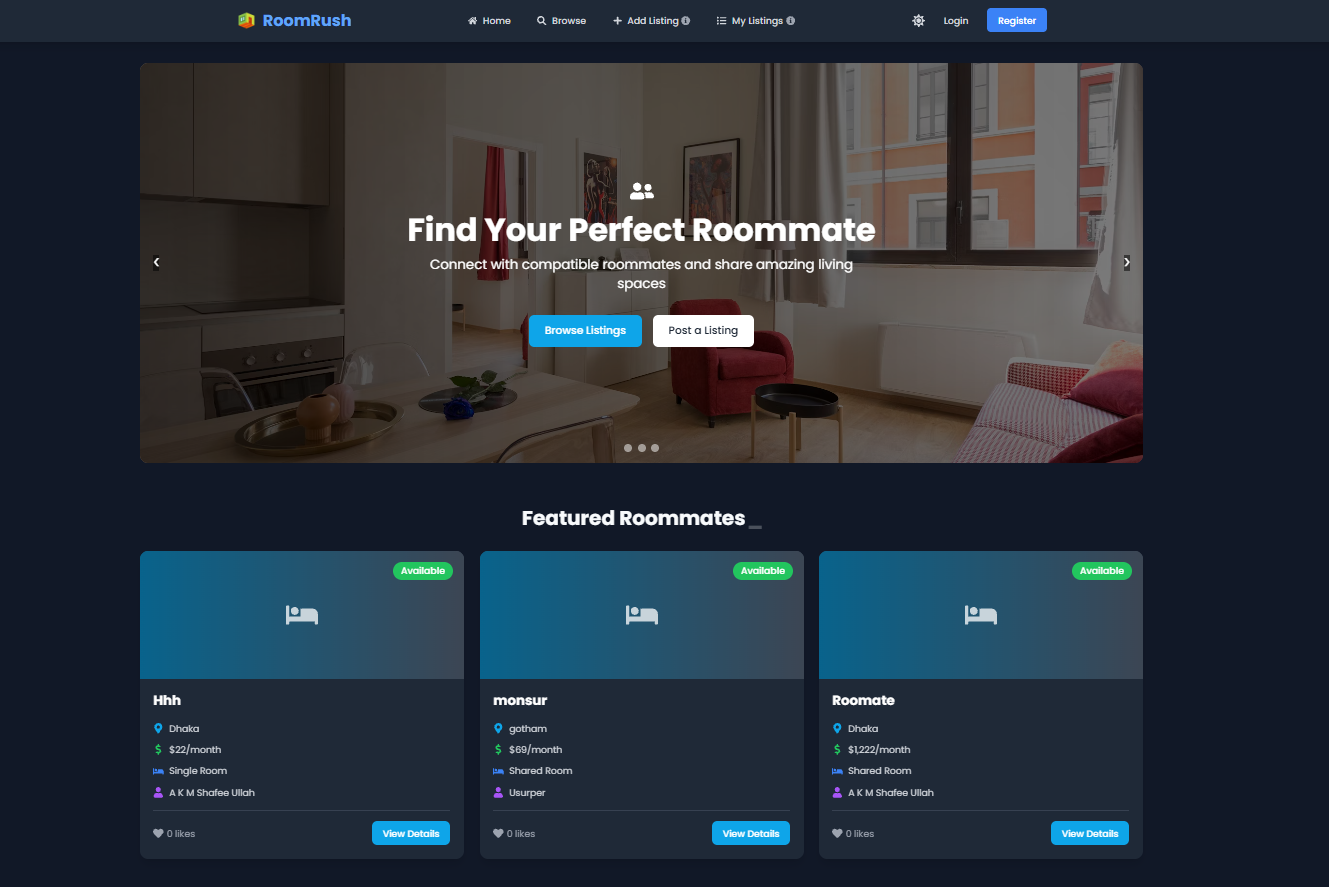 RoomRush
Home
Browse
Add Listing
My Listings
Login
Register
Find Your Perfect Roommate
Connect with compatible roommates and share amazing living
spaces
Browse Listings
Post a Listing
Featured Roommates_
Available
Available
Available
Hhh
Dhaka
$22/month
Single Room
A K M Shafee Ullah
0 likes
View Details
monsur
gotham
$69/month
Shared Room
Usurper
0 likes
View Details
Roomate
Dhaka
$1,222/month
Shared Room
A K M Shafee Ullah
0 likes
View Details